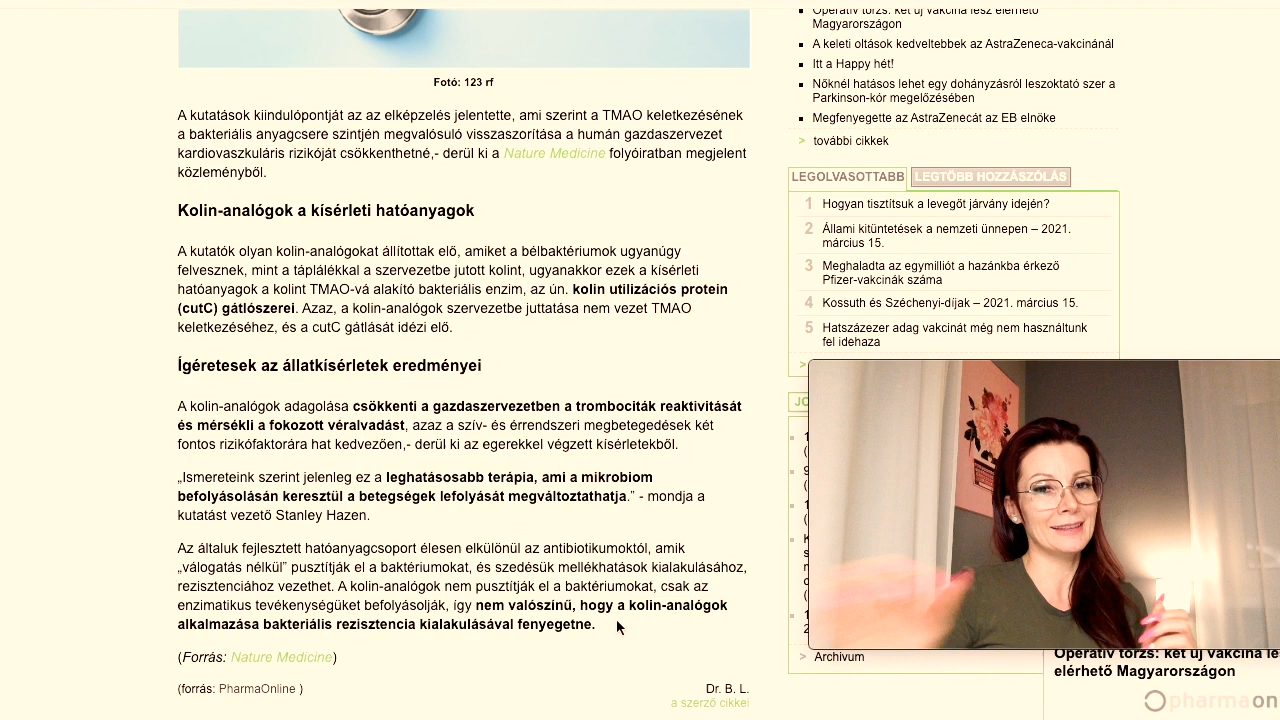 Fotó: 123 rf
A kutatások kiindulópontját az az elképzelés jelentette, ami szerint a TMAO keletkezésének
a bakteriális anyagcsere szintjén megvalósuló visszaszorítása a humán gazdaszervezet
kardiovaszkuláris rizikóját csökkenthetné,- derül ki a Nature Medicine folyóiratban megjelent
közleményből.
Kolin-analógok a kísérleti hatóanyagok
A kutatók olyan kolin-analógokat állítottak elő, amiket a bélbaktériumok ugyanúgy
felvesznek, mint a táplálékkal a szervezetbe jutott kolint, ugyanakkor ezek a kísérleti
hatóanyagok a kolint TMAO-vá alakító bakteriális enzim, az ún. kolin utilizációs protein
(cutC) gátlószerei. Azaz, a kolin-analógok szervezetbe juttatása nem vezet TMAO
keletkezéséhez, és a cutC gátlását idézi elő.
Ígéretesek az állatkísérletek eredményei
A kolin-analógok adagolása csökkenti a gazdaszervezetben a trombociták reaktivitását
és mérsékli a fokozott véralvadást, azaz a szív- és érrendszeri megbetegedések két
fontos rizikófaktorára hat kedvezően,- derül ki az egerekkel végzett kísérletekből.
„Ismereteink szerint jelenleg ez a leghatásosabb terápia, ami a mikrobiom
befolyásolásán keresztül a betegségek lefolyását megváltoztathatja.” - mondja a
kutatást vezető Stanley Hazen.
Az általuk fejlesztett hatóanyagcsoport élesen elkülönül az antibiotikumoktól, amik
„válogatás nélkül” pusztítják el a baktériumokat, és szedésük mellékhatások kialakulásához,
rezisztenciához vezethet. A kolin-analógok nem pusztítják el a baktériumokat, csak az
enzimatikus tevékenységüket befolyásolják, így nem valószínű, hogy a kolin-analógok
alkalmazása bakteriális rezisztencia kialakulásával fenyegetne.
(Forrás: Nature Medicine)
(forrás: PharmaOnline )
Dr. B. L.
a szerző cikkei
Operatív törzs: két új vakcina lesz elérhető
Magyarországon
A keleti oltások kedveltebbek az AstraZeneca-vakcinánál
Itt a Happy hét!
Nőknél hatásos lehet egy dohányzásról leszoktató szer a
Parkinson-kór megelőzésében
Megfenyegette az AstraZenecát az EB elnöke
> további cikkek
LEGOLVASOTTABB LEGTÖBB HOZZÁSZÓLÁS
1 Hogyan tisztítsuk a levegőt járvány idején?
2 Állami kitüntetések a nemzeti ünnepen – 2021.
március 15.
3 Meghaladta az egymilliót a hazánkba érkező
Pfizer-vakcinák száma
4 Kossuth és Széchenyi-díjak – 2021. március 15.
5 Hatszázezer adag vakcinát még nem használtunk
fel idehaza
>
JO
> Archívum
Operatív törzs: két új vakcina le
elérhető Magyarországon
pharmaon